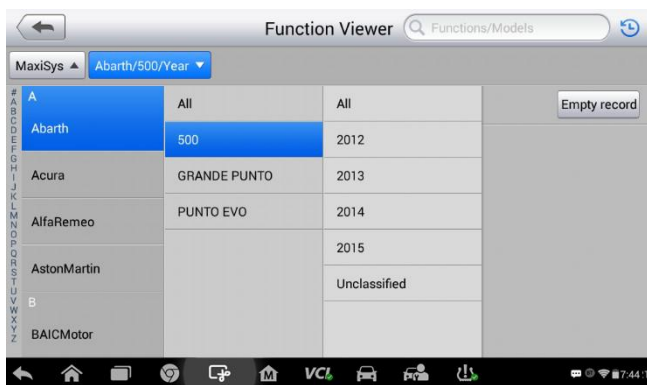 Function Viewer
Functions/Models
MaxiSys ▲
Abarth/500/Year ▼
#
A
B
C
D
E
F
G
H
I
J
K
L
M
N
O
P
Q
R
S
T
U
V
W
X
Y
Z
A
Abarth
Acura
AlfaRomeo
AstonMartin
B
BAICMotor
All
500
GRANDE PUNTO
PUNTO EVO
All
2012
2013
2014
2015
Unclassified
Empty record
M
VCI
7:44